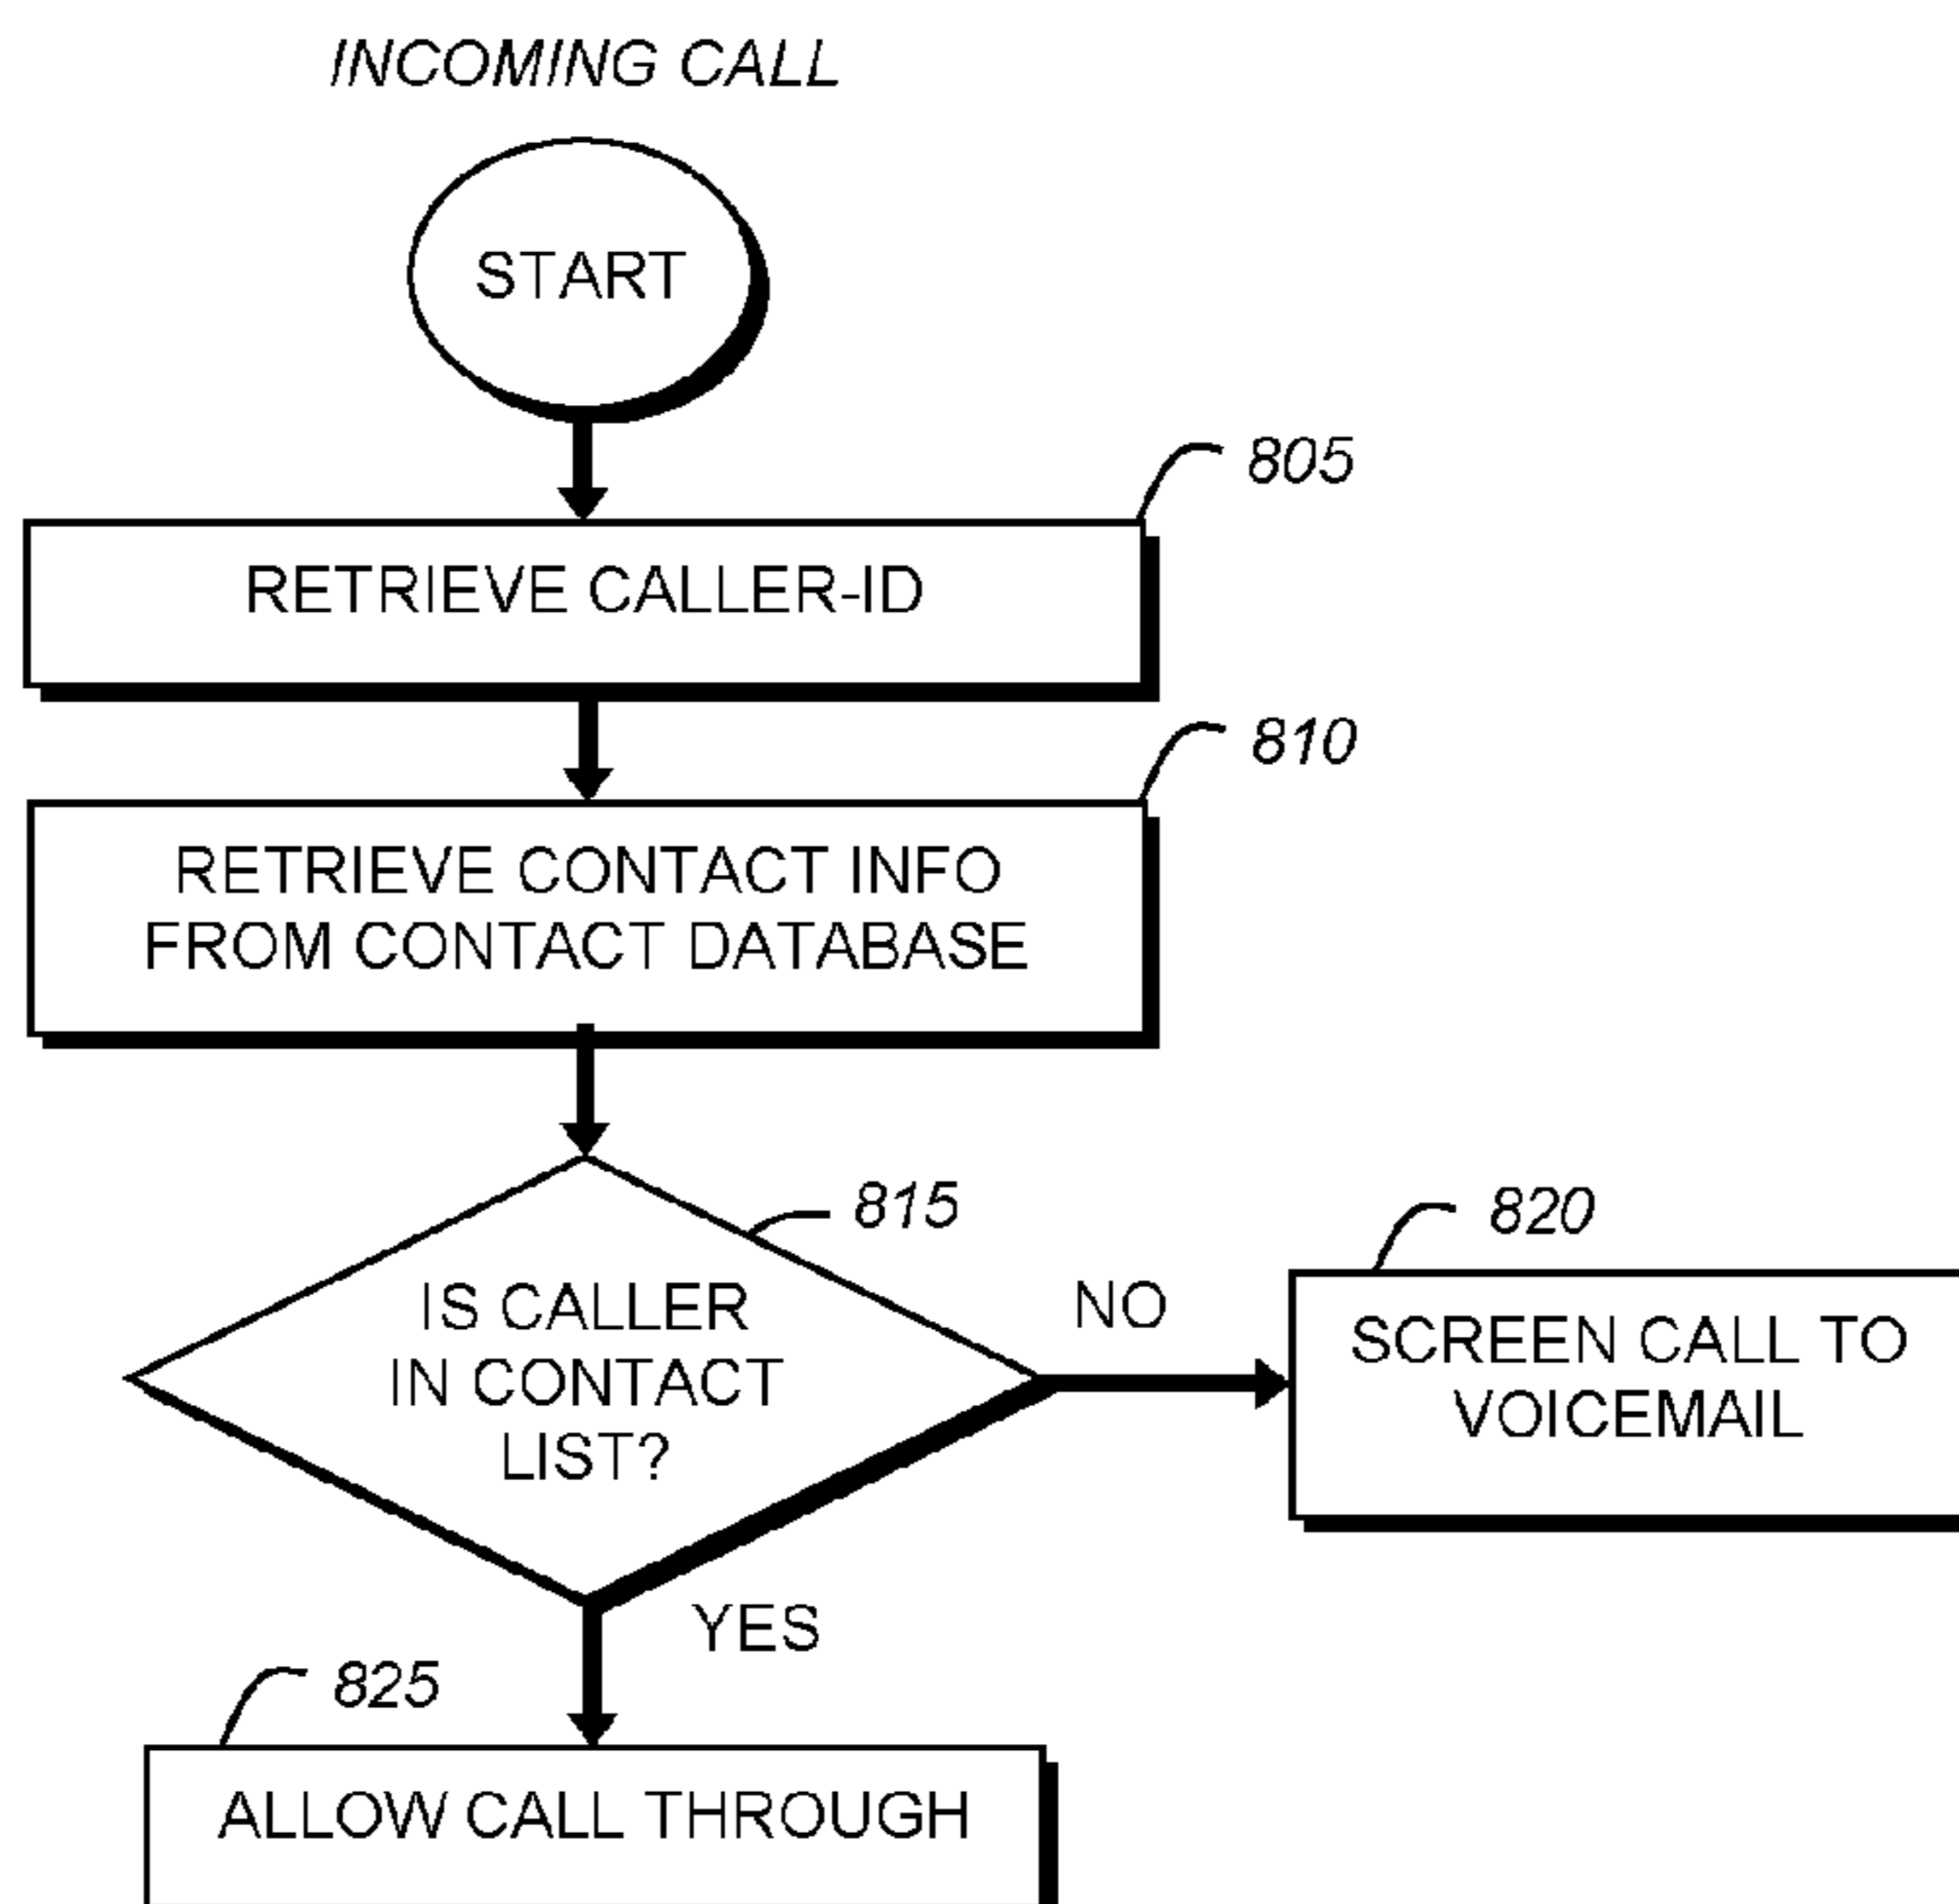 INCOMING CALL
START
805
RETRIEVE CALLER-ID
810
RETRIEVE CONTACT INFO
FROM CONTACT DATABASE
815
IS CALLER
IN CONTACT
LIST?
NO
820
SCREEN CALL TO
VOICEMAIL
YES
825
ALLOW CALL THROUGH